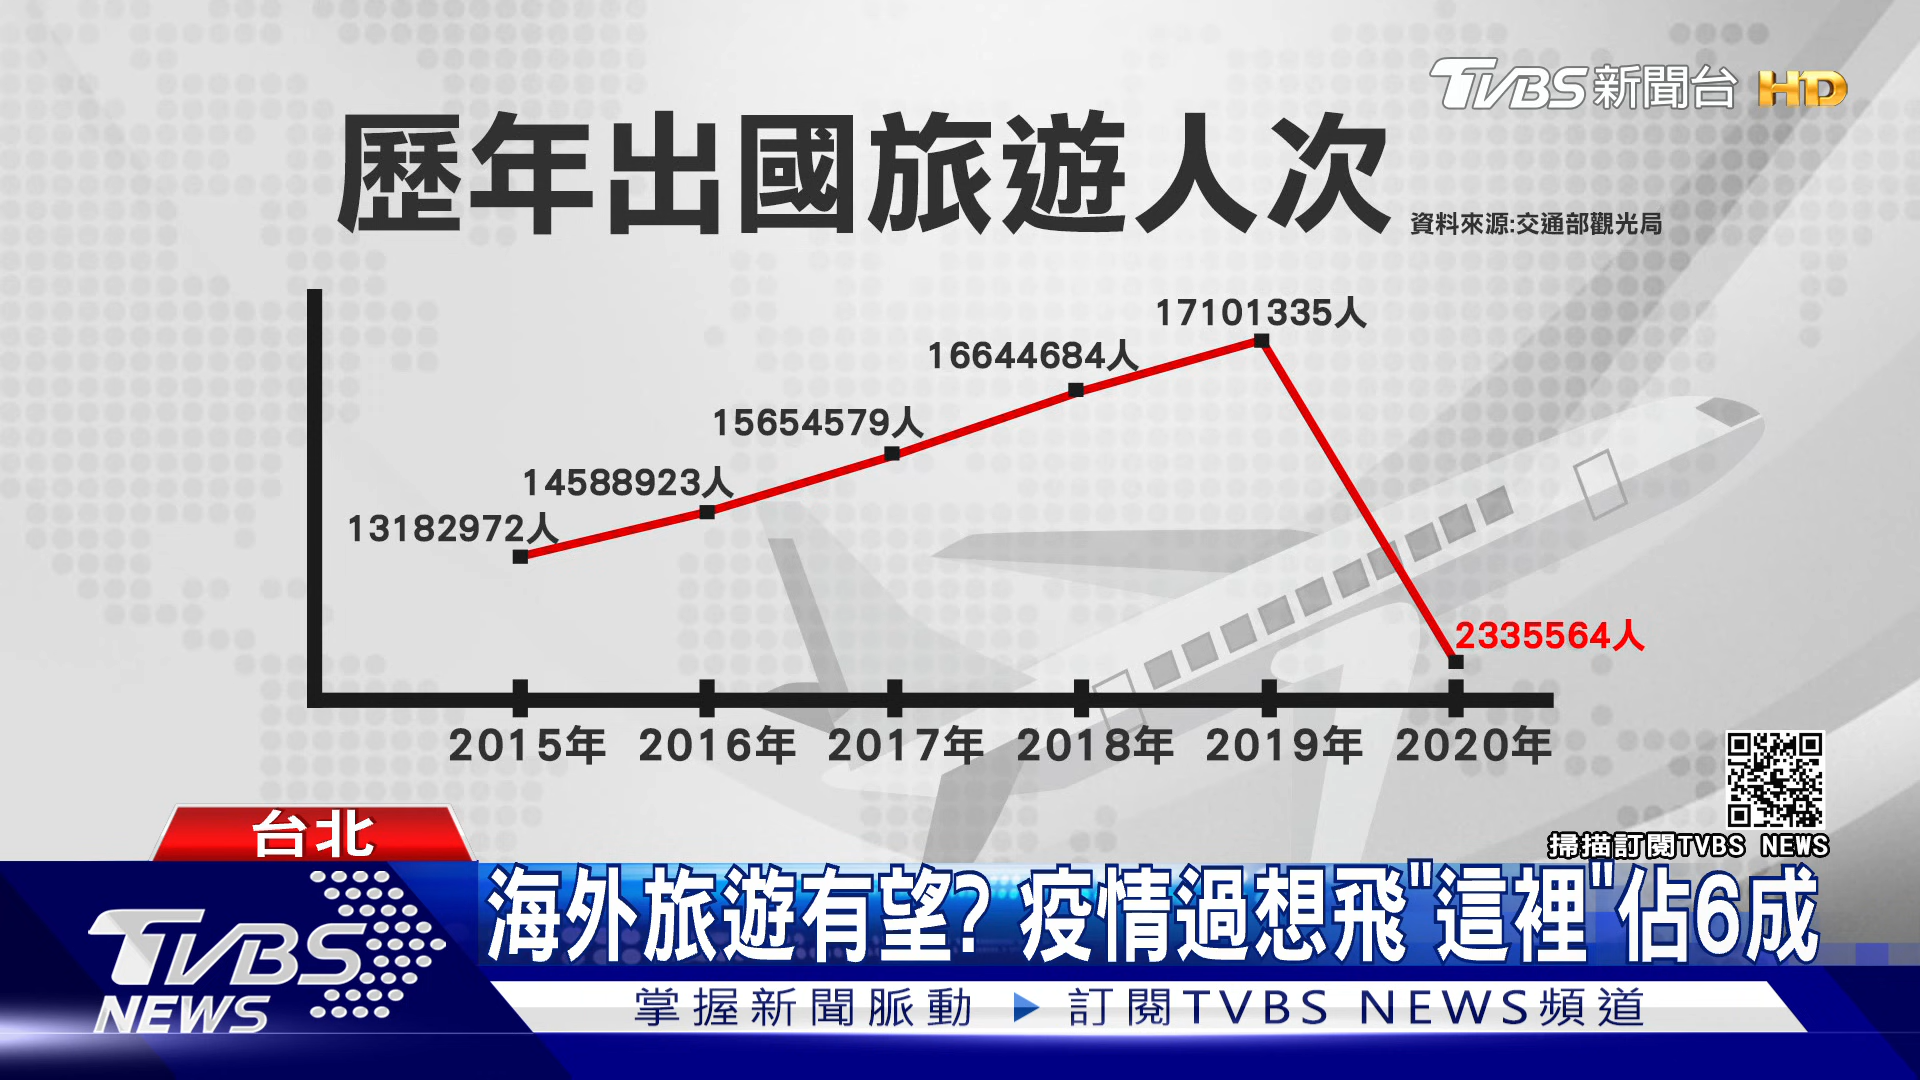 TVBS新聞台 HD
歷年出國旅遊人次
資料來源:交通部觀光局
17101335人
16644684人
15654579人
14588923人
13182972人
2335564人
2015年 2016年 2017年 2018年 2019年 2020年
掃描訂閱TVBS NEWS
台北
海外旅遊有望? 疫情過想飛"這裡"佔6成
TVBS
NEWS
掌握新聞脈動 ▶ 訂閱TVBS NEWS頻道